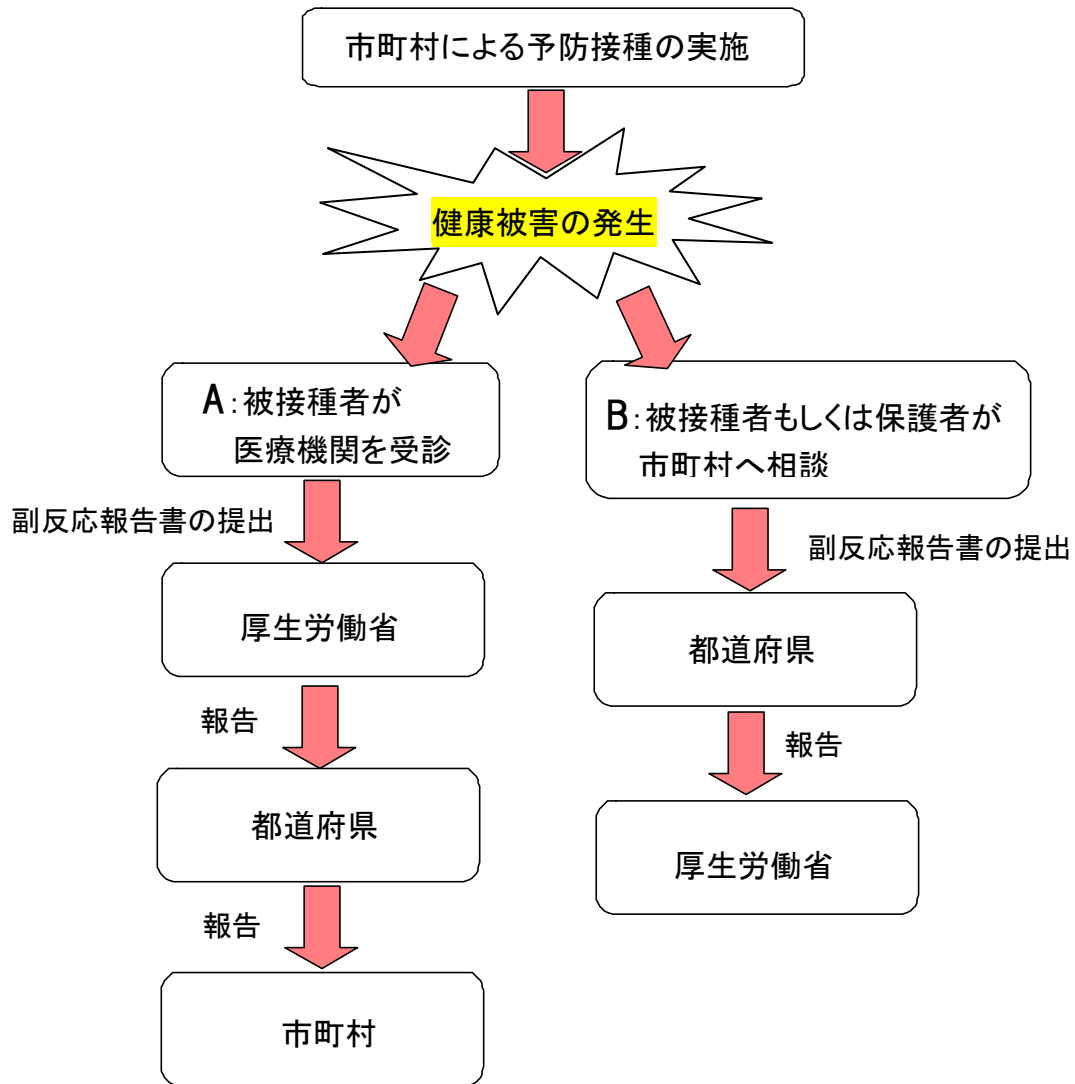 市町村による予防接種の実施
健康被害の発生
A:被接種者が
医療機関を受診
副反応報告書の提出
厚生労働省
報告
都道府県
報告
市町村
B:被接種者もしくは保護者が
市町村へ相談
副反応報告書の提出
都道府県
報告
厚生労働省